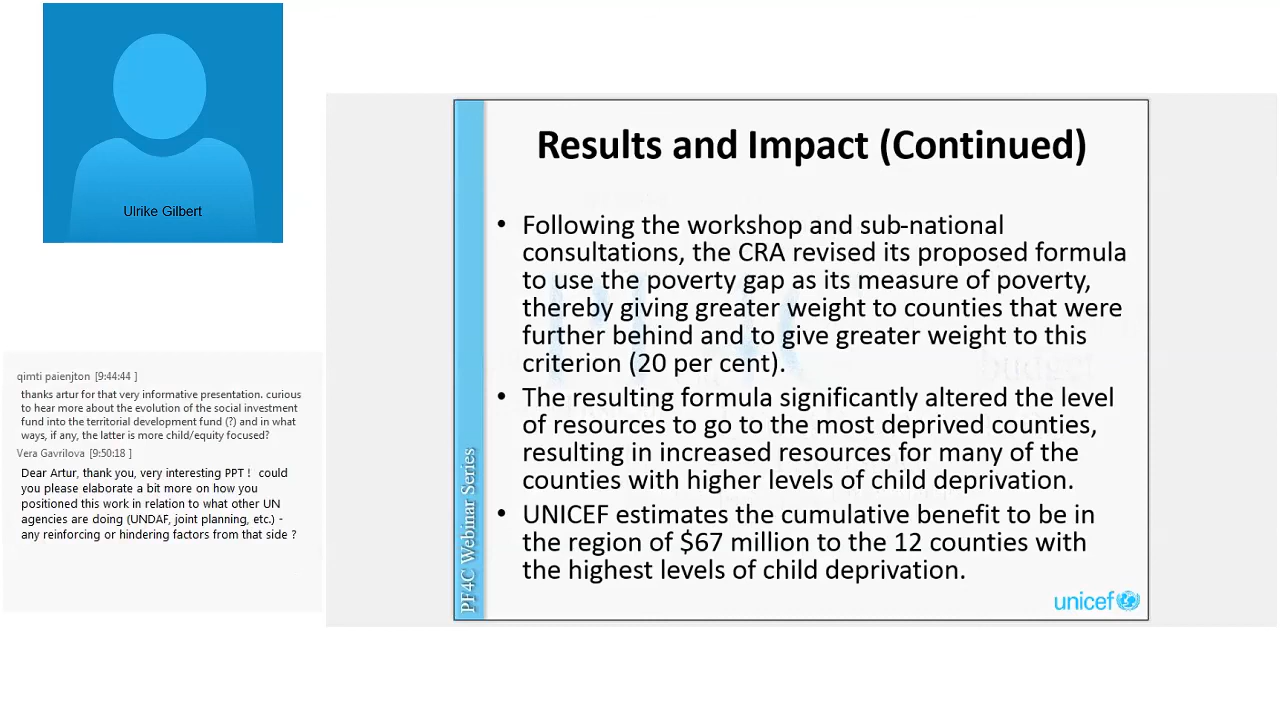 Ulrike Gilbert
qimti paienjton [9:44:44 ]
thanks artur for that very informative presentation. curious
to hear more about the evolution of the social investment
fund into the territorial development fund (?) and in what
ways, if any, the latter is more child/equity focused?
Vera Gavrilova [9:50:18 ]
Dear Artur, thank you, very interesting PPT ! could
you please elaborate a bit more on how you
positioned this work in relation to what other UN
agencies are doing (UNDAF, joint planning, etc.) -
any reinforcing or hindering factors from that side ?
PF4C Webinar Series
Results and Impact (Continued)
• Following the workshop and sub-national
consultations, the CRA revised its proposed formula
to use the poverty gap as its measure of poverty,
thereby giving greater weight to counties that were
further behind and to give greater weight to this
criterion (20 per cent).
• The resulting formula significantly altered the level
of resources to go to the most deprived counties,
resulting in increased resources for many of the
counties with higher levels of child deprivation.
• UNICEF estimates the cumulative benefit to be in
the region of $67 million to the 12 counties with
the highest levels of child deprivation.
unicef